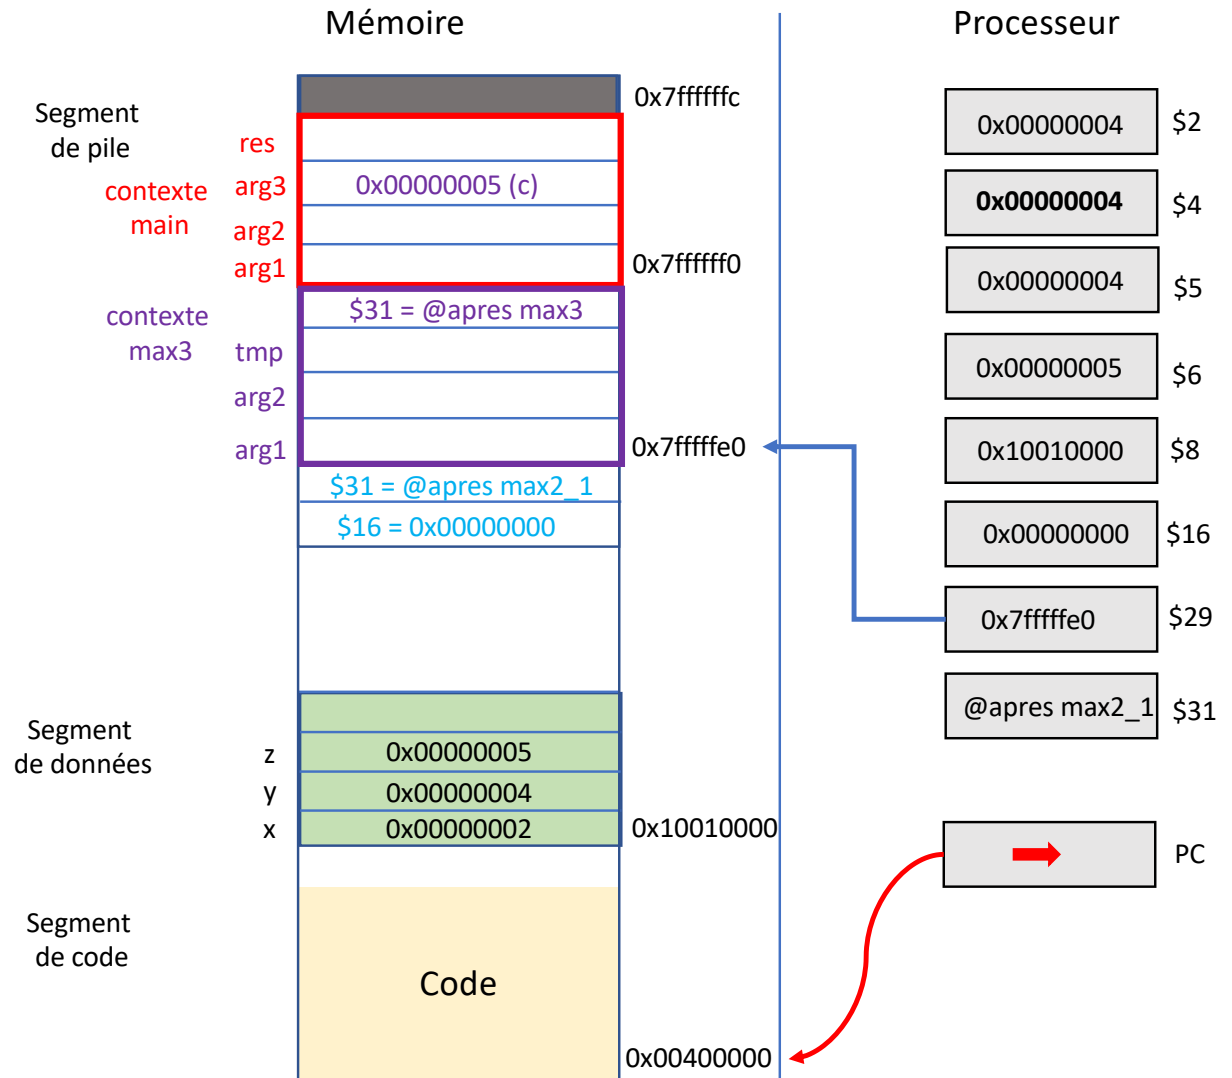 Mémoire
Processeur
0x7ffffffc
Segment
de pile
res
contexte
main
arg3
0x00000005 (c)
arg2
arg1
0x7ffffff0
contexte
max3
$31 = @apres max3
tmp
arg2
arg1
0x7fffffe0
$31 = @apres max2_1
$16 = 0x00000000
Segment
de données
z
0x00000005
y
0x00000004
x
0x00000002
0x10010000
Segment
de code
Code
0x00400000
0x00000004
$2
0x00000004
$4
0x00000004
$5
0x00000005
$6
0x10010000
$8
0x00000000
$16
0x7fffffe0
$29
@apres max2_1
$31
PC